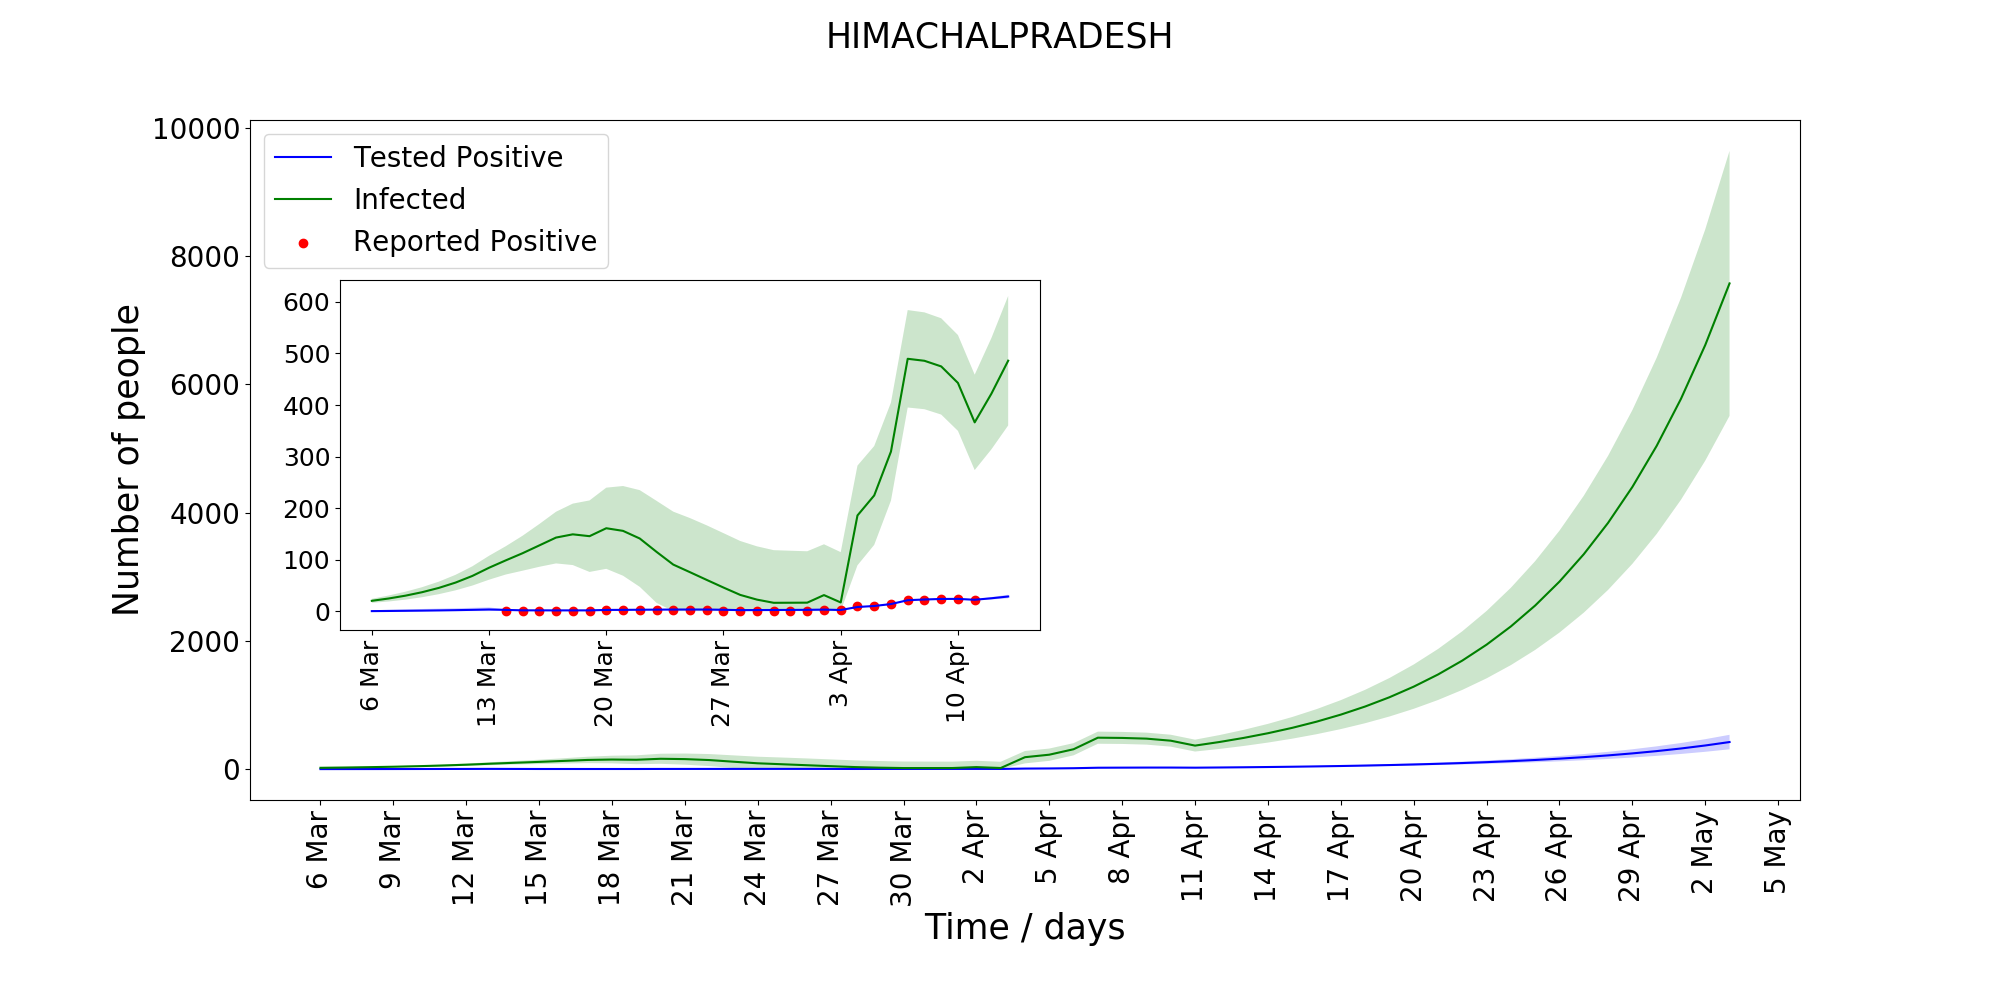 HIMACHALPRADESH
Number of people
10000
8000
6000
4000
2000
0
Tested Positive
Infected
Reported Positive
600
500
400
300
200
100
0
6 Mar
13 Mar
20 Mar
27 Mar
3 Apr
10 Apr
6 Mar
9 Mar
12 Mar
15 Mar
18 Mar
21 Mar
24 Mar
27 Mar
30 Mar
2 Apr
5 Apr
8 Apr
11 Apr
14 Apr
17 Apr
20 Apr
23 Apr
26 Apr
29 Apr
2 May
5 May
Time / days